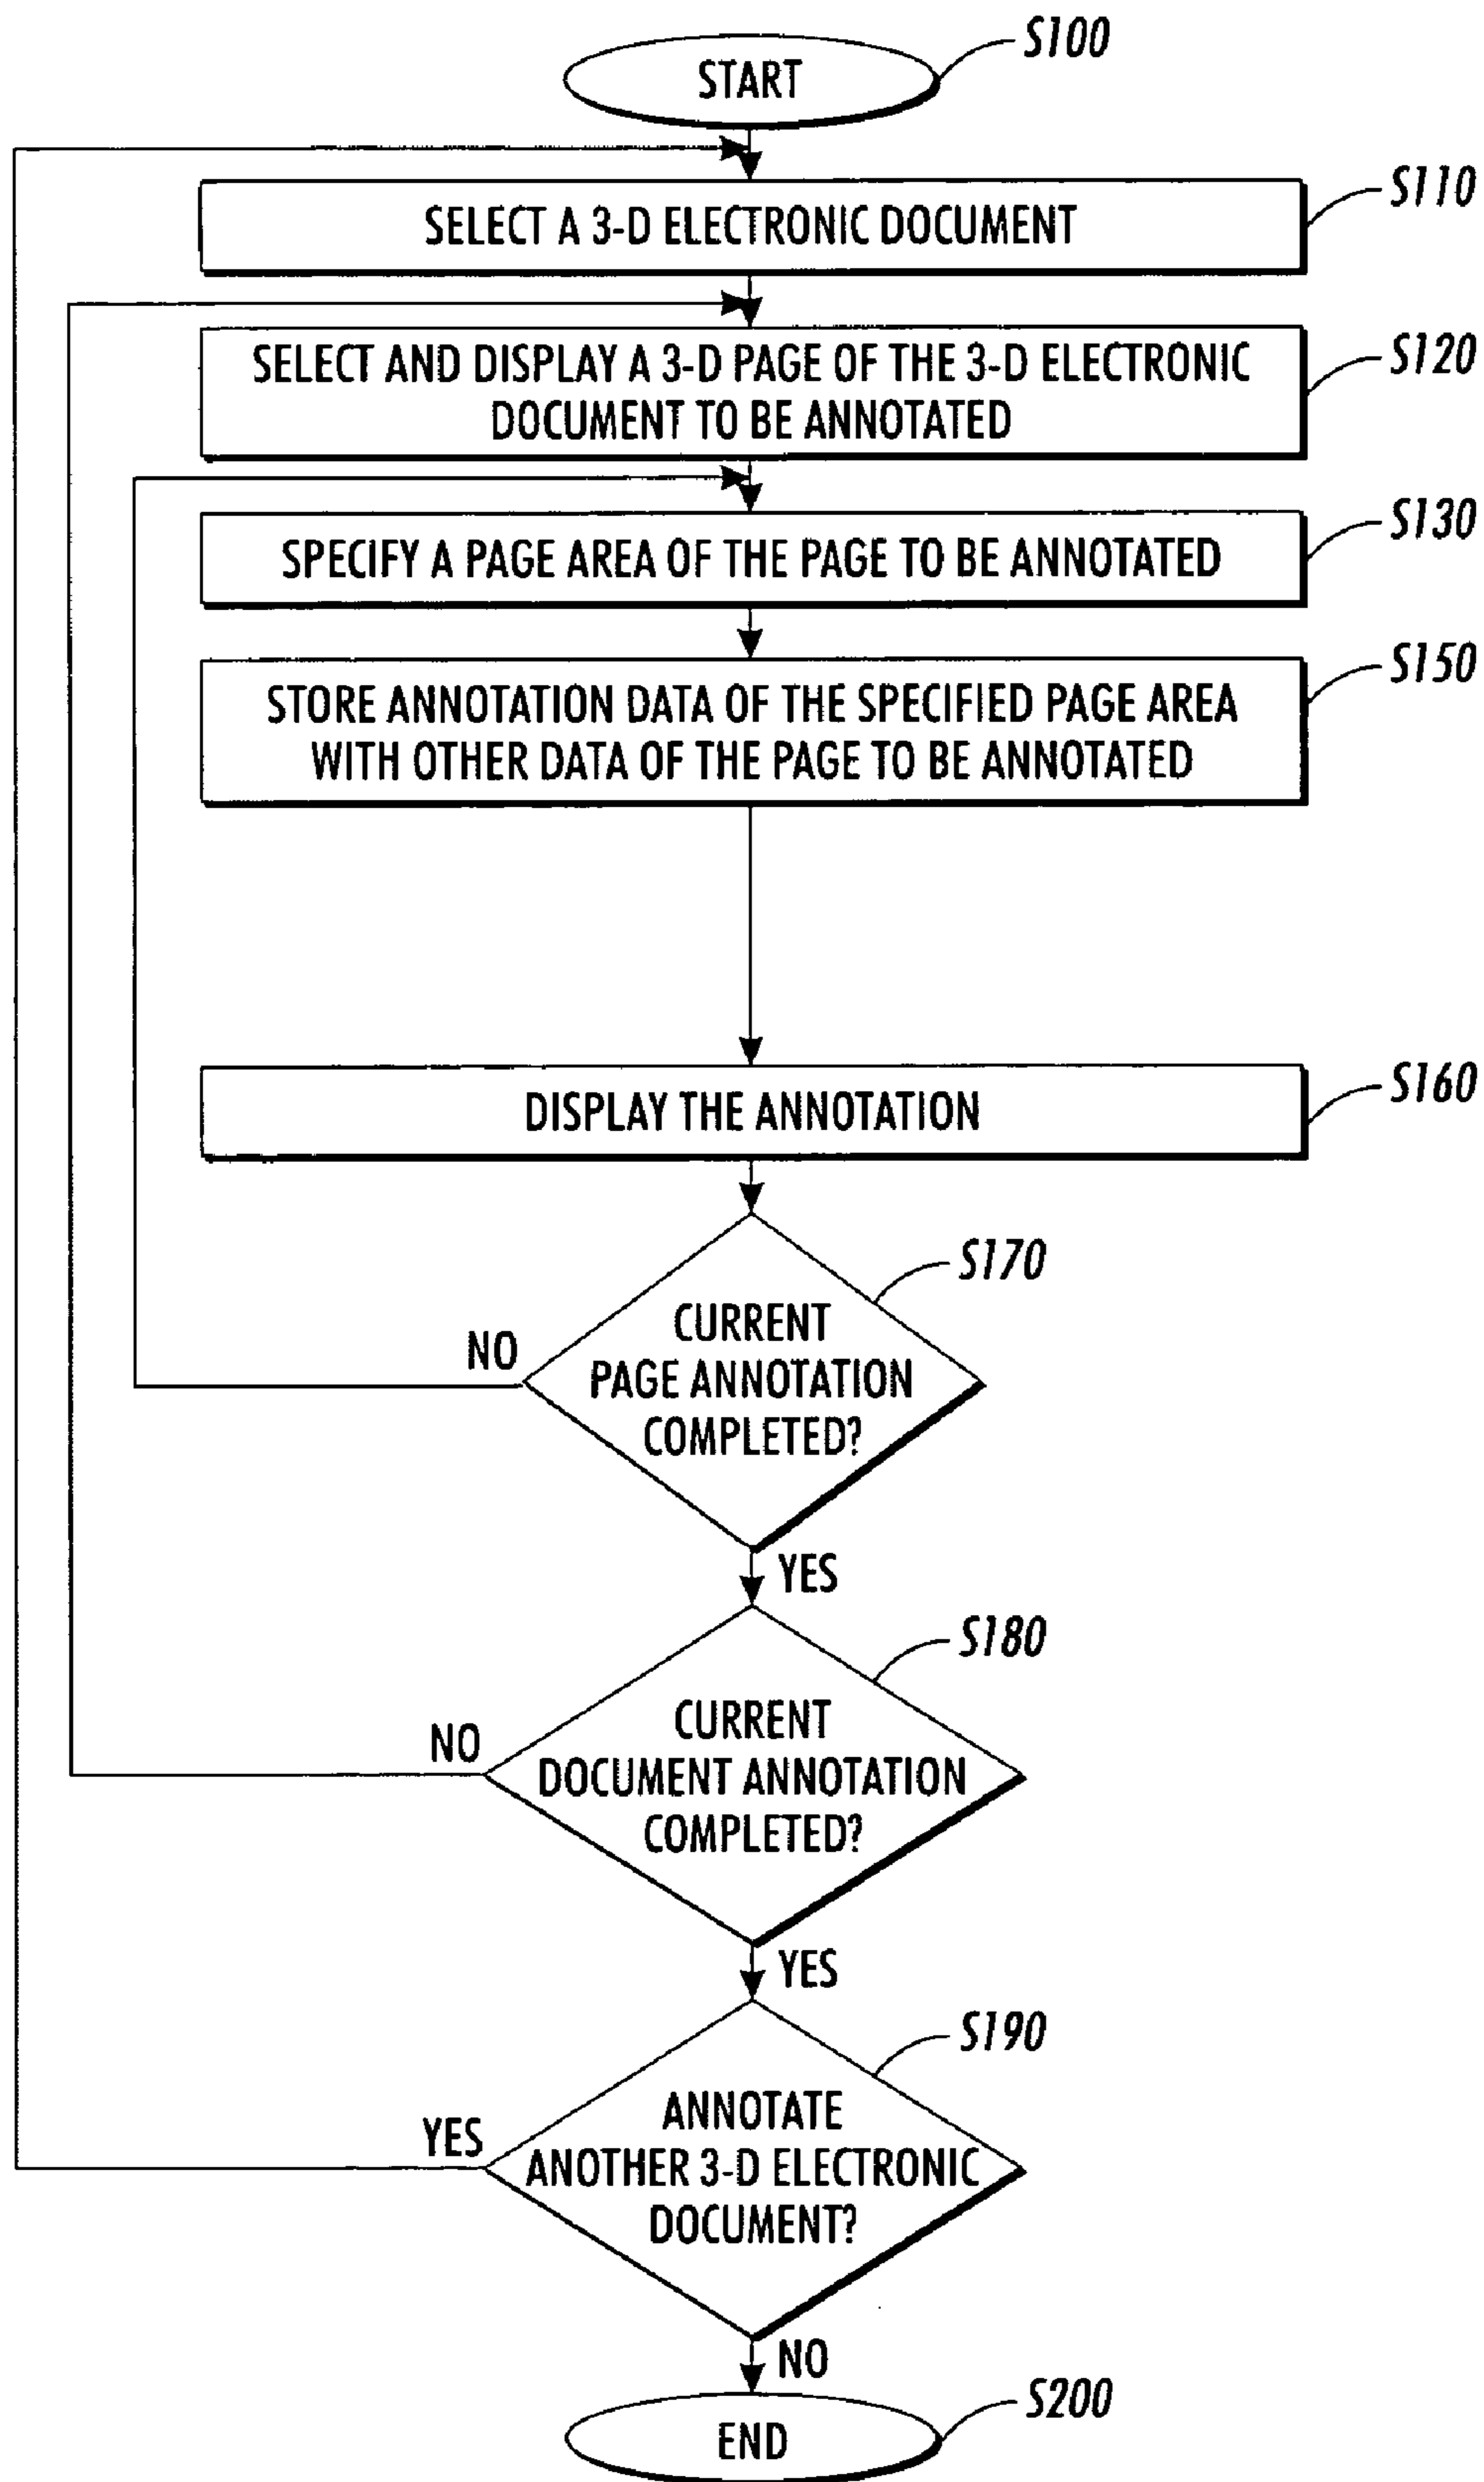 S100
START
S110
SELECT A 3-D ELECTRONIC DOCUMENT
S120
SELECT AND DISPLAY A 3-D PAGE OF THE 3-D ELECTRONIC
DOCUMENT TO BE ANNOTATED
S130
SPECIFY A PAGE AREA OF THE PAGE TO BE ANNOTATED
S150
STORE ANNOTATION DATA OF THE SPECIFIED PAGE AREA
WITH OTHER DATA OF THE PAGE TO BE ANNOTATED
S160
DISPLAY THE ANNOTATION
S170
CURRENT
PAGE ANNOTATION
COMPLETED?
NO
YES
S180
CURRENT
DOCUMENT ANNOTATION
COMPLETED?
NO
YES
S190
ANNOTATE
ANOTHER 3-D ELECTRONIC
DOCUMENT?
YES
NO
S200
END